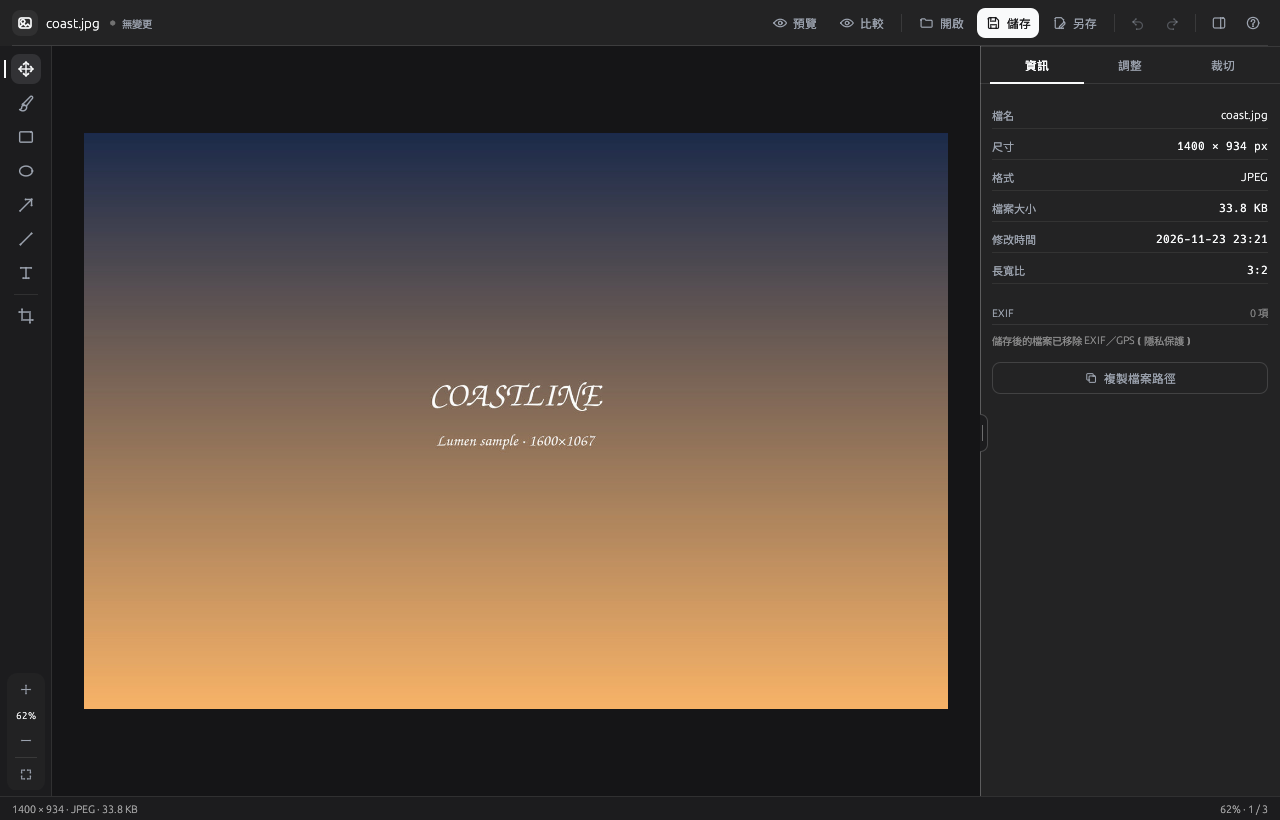 coast.jpg
無變更
預覽
比較
開啟
儲存
另存
資訊
調整
裁切
檔名
coast.jpg
尺寸
1400 × 934 px
格式
JPEG
檔案大小
33.8 KB
修改時間
2026-11-23 23:21
長寬比
3:2
EXIF
0 項
儲存後的檔案已移除 EXIF／GPS（隱私保護）
複製檔案路徑
COASTLINE
Lumen sample · 1600×1067
62%
1400 × 934 · JPEG · 33.8 KB
62% · 1 / 3